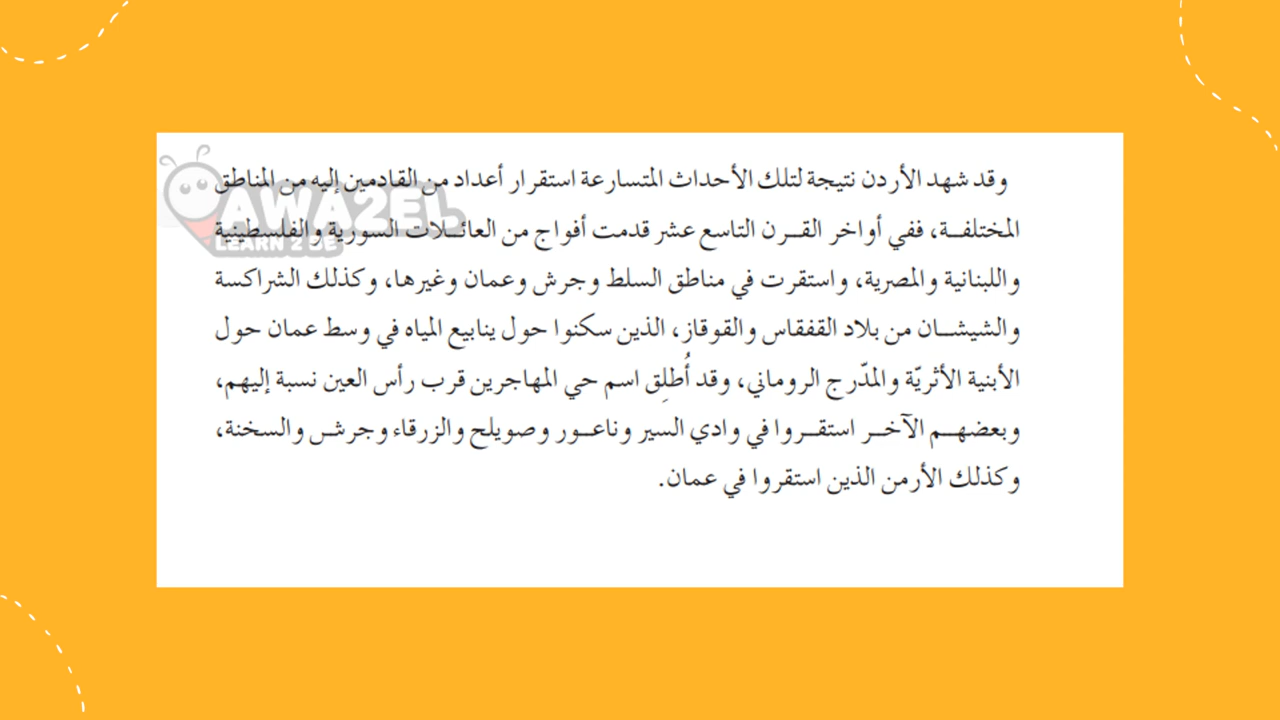 وقد شهد الأردن نتيجة لتلك الأحداث المتسارعة استقرار أعداد من القادمين إليه من المناطق
المختلفة، ففي أواخر القرن التاسع عشر قدمت أفواج من العائلات السورية والفلسطينية
واللبنانية والمصرية، واستقرت في مناطق السلط وجرش وعمان وغيرها، وكذلك الشراكسة
والشيشان من بلاد القفقاس والقوقاز، الذين سكنوا حول ينابيع المياه في وسط عمان حول
الأبنية الأثريّة والمدّرج الروماني، وقد أُطلِق اسم حي المهاجرين قرب رأس العين نسبة إليهم،
وبعضهم الآخر استقروا في وادي السير وناعور وصويلح والزرقاء وجرش والسخنة،
وكذلك الأرمن الذين استقروا في عمان.
AWA2EL
LEARN 2 BE